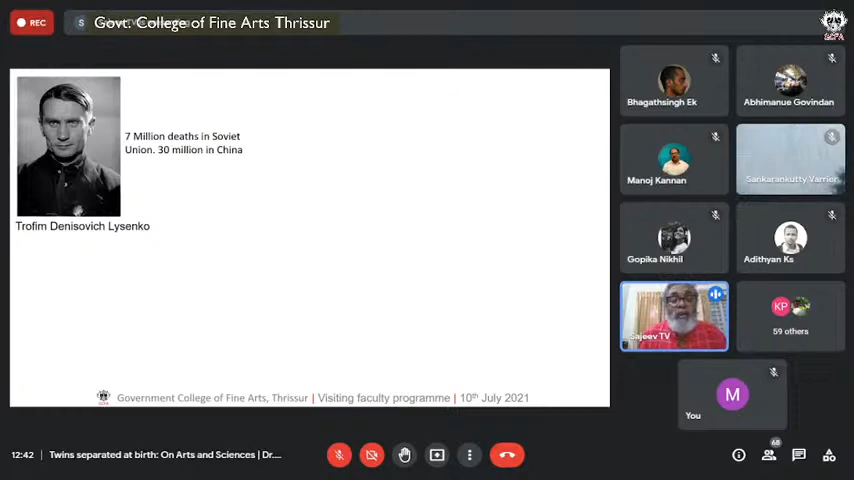 REC
S
Govt. College of Fine Arts Thrissur
SCFA
7 Million deaths in Soviet
Union. 30 million in China
Trofim Denisovich Lysenko
Government College of Fine Arts, Thrissur | Visiting faculty programme | 10th July 2021
Bhagathsingh Ek
Abhimanue Govindan
Manoj Kannan
Sankarankutty Varrier
Gopika Nikhil
Adithyan Ks
Sajeev TV
KP
59 others
M
You
12:42
Twins separated at birth: On Arts and Sciences | Dr....
68